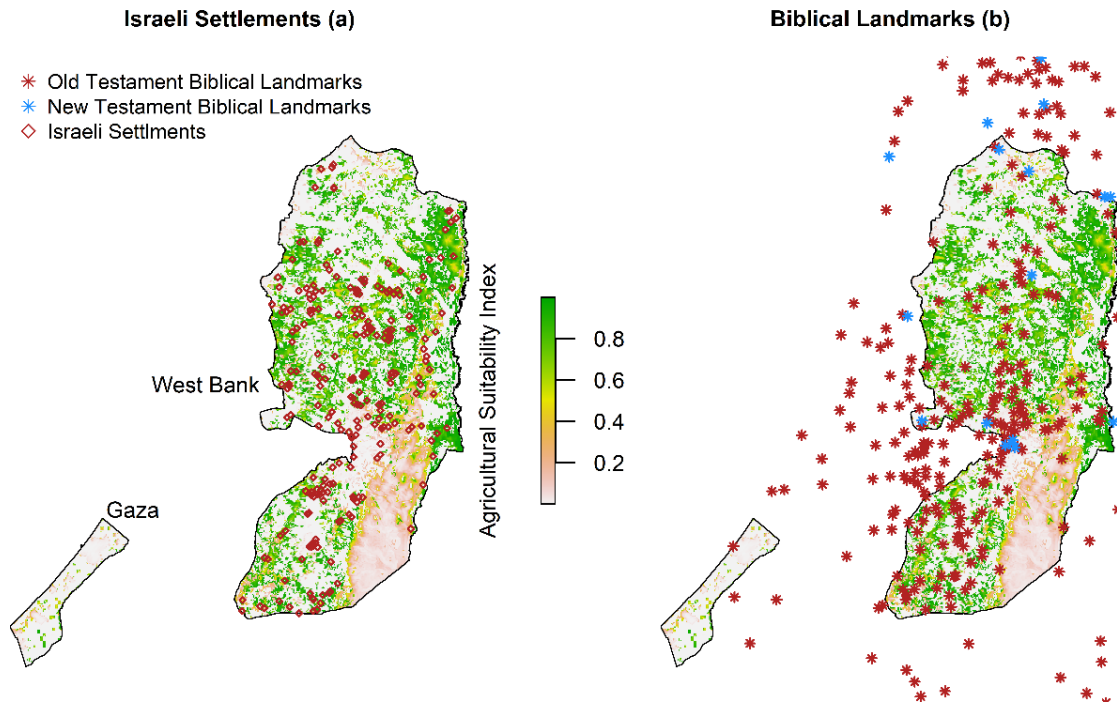 Israeli Settlements (a)
Biblical Landmarks (b)
Old Testament Biblical Landmarks
New Testament Biblical Landmarks
Israeli Settlments
West Bank
Gaza
Agricultural Suitability Index
0.8
0.6
0.4
0.2